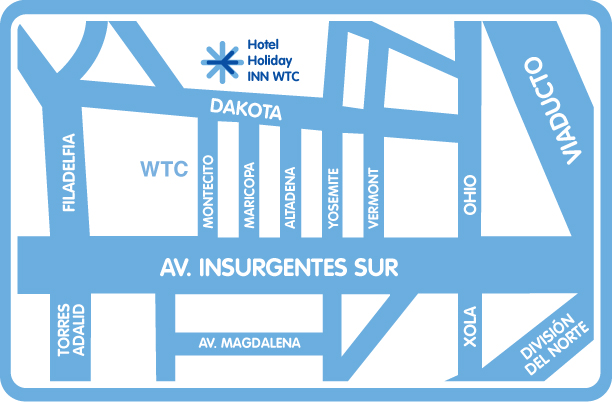 Hotel
Holiday
INN WTC
DAKOTA
VIADUCTO
FILADELFIA
WTC
MONTECITO
MARICOPA
ALTADENA
YOSEMITE
VERMONT
OHIO
AV. INSURGENTES SUR
TORRES
ADALID
AV. MAGDALENA
XOLA
DIVISIÓN
DEL NORTE